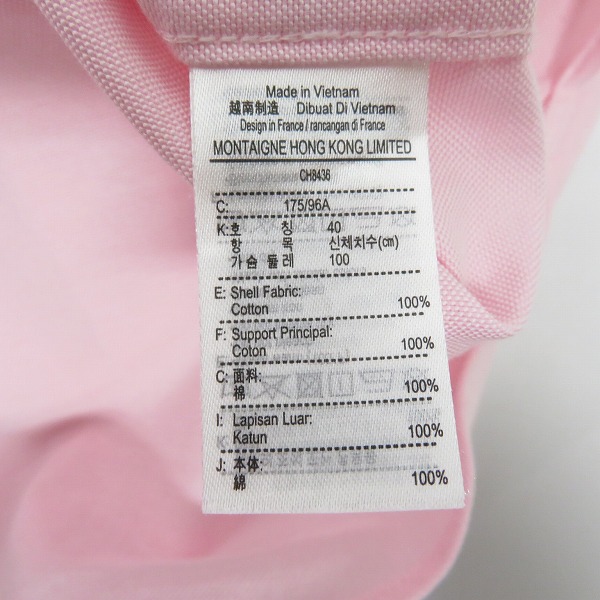 Made in Vietnam
越南制造 Dibuat Di Vietnam
Design in France / rancangan di France
MONTAIGNE HONG KONG LIMITED
CH8436
C: 175/96A
K: 호 칭 40
항 목 신체치수(㎝)
가슴 둘레 100
E: Shell Fabric:
Cotton 100%
F: Support Principal:
Coton 100%
C: 面料:
棉 100%
I: Lapisan Luar:
Katun 100%
J: 本体:
綿 100%